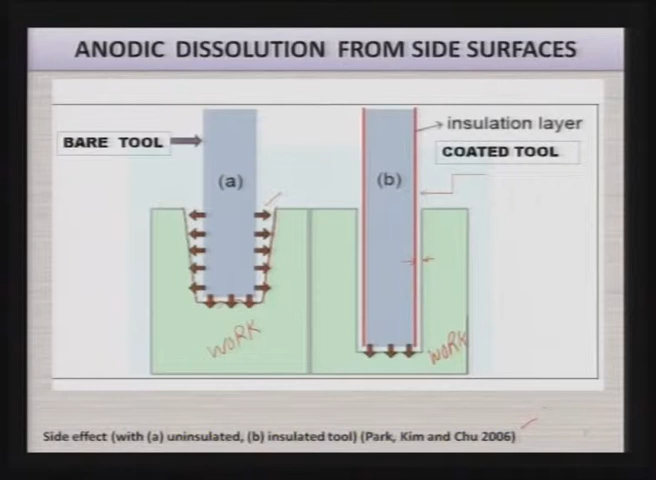 ANODIC DISSOLUTION FROM SIDE SURFACES
insulation layer
BARE TOOL
COATED TOOL
(a)
(b)
WORK
WORK
Side effect (with (a) uninsulated, (b) insulated tool) (Park, Kim and Chu 2006)